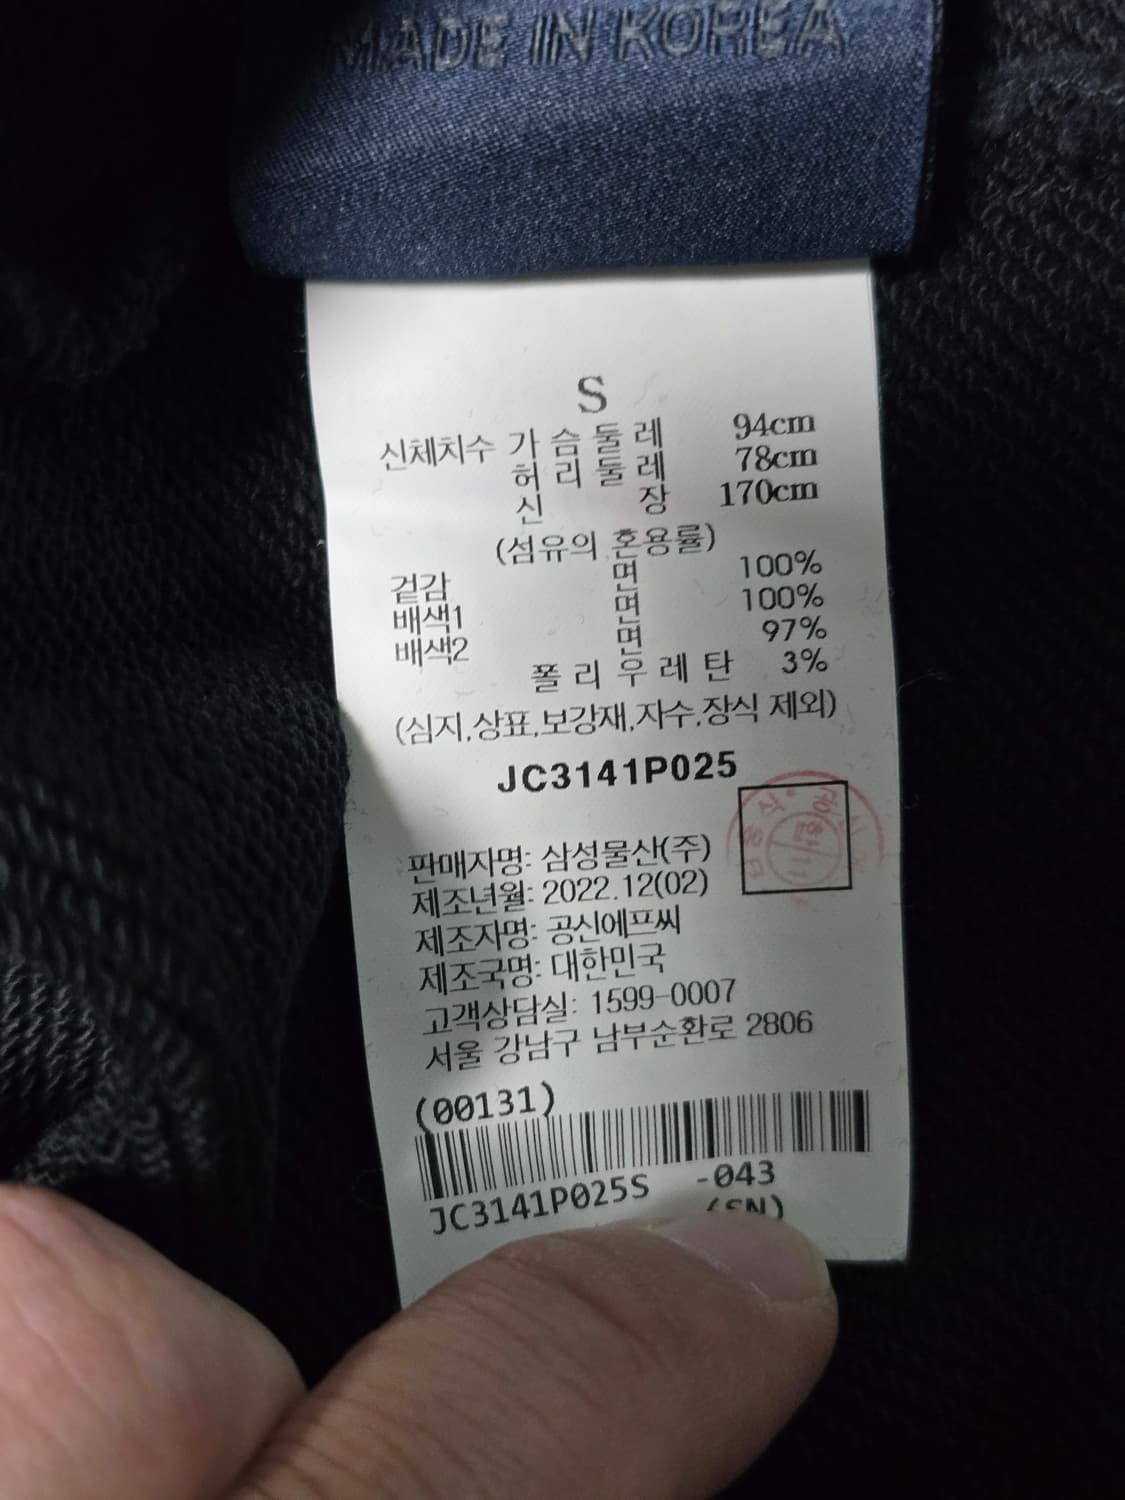 MADE IN KOREA
S
신체치수 가슴둘레 94cm
허리둘레 78cm
신장 170cm
(섬유의 혼용률)
겉감 면 100%
배색1 면 100%
배색2 면 97%
폴리우레탄 3%
(심지,상표,보강재,자수,장식 제외)
JC3141P025
판매자명: 삼성물산(주)
제조년월: 2022.12(02)
제조자명: 공신에프씨
제조국명: 대한민국
고객상담실: 1599-0007
서울 강남구 남부순환로 2806
(00131)
JC3141P025S -043
(SN)